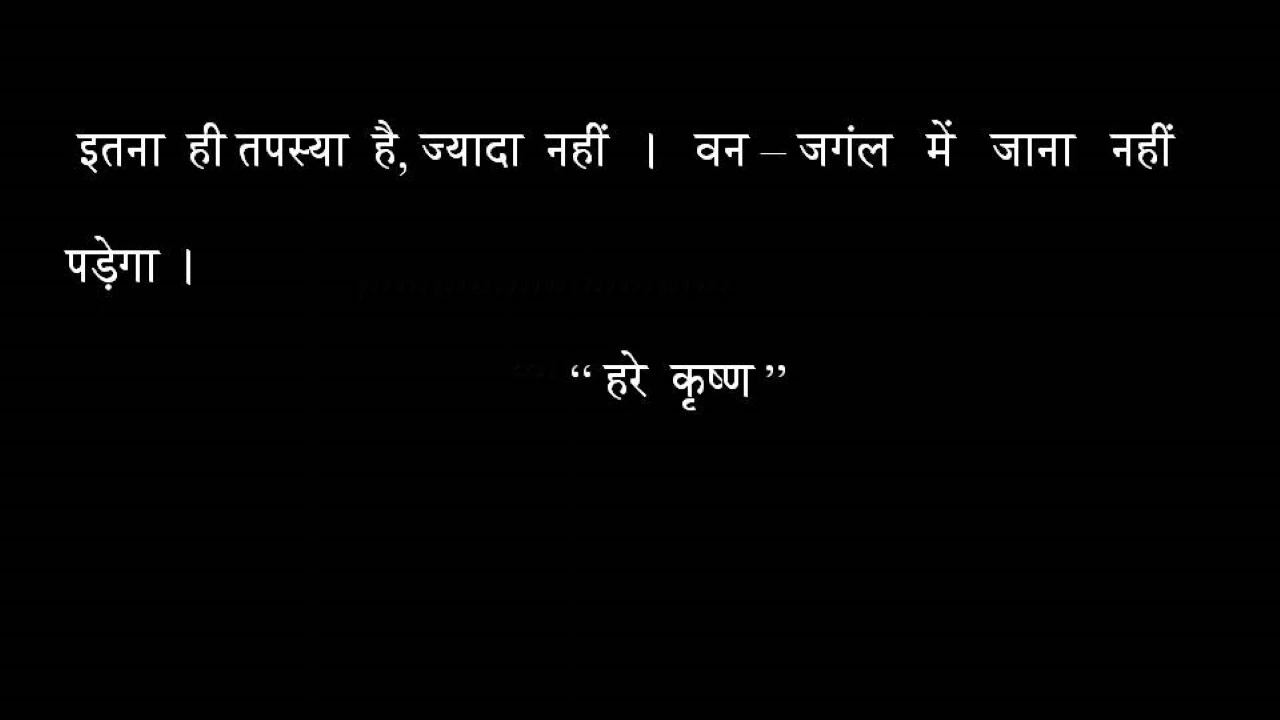 इतना ही तपस्या है, ज्यादा नहीं । वन – जगंल में जाना नहीं
पड़ेगा ।
“ हरे कृष्ण ”